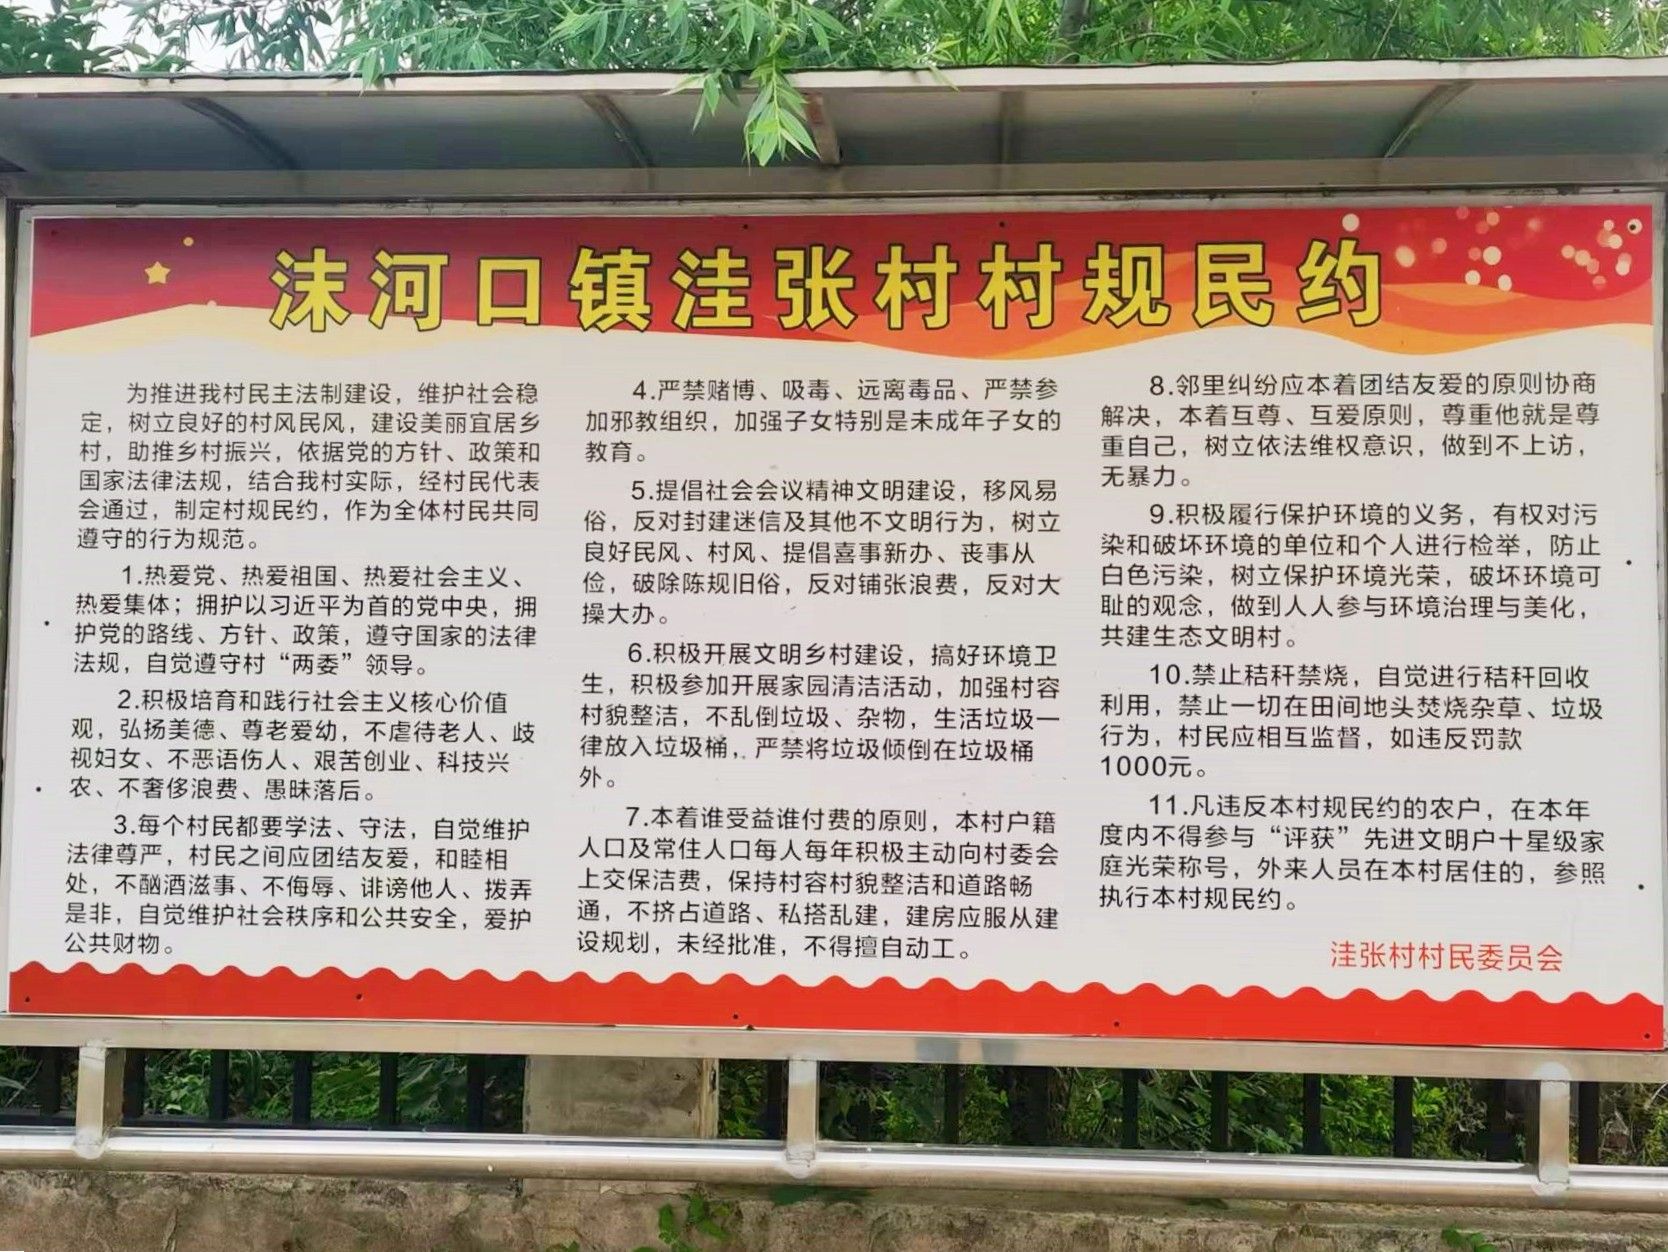 沫河口镇洼张村村规民约
为推进我村民主法制建设，维护社会稳
定，树立良好的村风民风，建设美丽宜居乡
村，助推乡村振兴，依据党的方针、政策和
国家法律法规，结合我村实际，经村民代表
会通过，制定村规民约，作为全体村民共同
遵守的行为规范。
1.热爱党、热爱祖国、热爱社会主义、
热爱集体；拥护以习近平为首的党中央，拥
护党的路线、方针、政策，遵守国家的法律
法规，自觉遵守村“两委”领导。
2.积极培育和践行社会主义核心价值
观，弘扬美德、尊老爱幼，不虐待老人、歧
视妇女、不恶语伤人、艰苦创业、科技兴
农、不奢侈浪费、愚昧落后。
3.每个村民都要学法、守法，自觉维护
法律尊严，村民之间应团结友爱，和睦相
处，不酗酒滋事、不侮辱、诽谤他人、拨弄
是非，自觉维护社会秩序和公共安全，爱护
公共财物。
4.严禁赌博、吸毒、远离毒品、严禁参
加邪教组织，加强子女特别是未成年子女的
教育。
5.提倡社会会议精神文明建设，移风易
俗，反对封建迷信及其他不文明行为，树立
良好民风、村风、提倡喜事新办、丧事从
俭，破除陈规旧俗，反对铺张浪费，反对大
操大办。
6.积极开展文明乡村建设，搞好环境卫
生，积极参加开展家园清洁活动，加强村容
村貌整洁，不乱倒垃圾、杂物，生活垃圾一
律放入垃圾桶，严禁将垃圾倾倒在垃圾桶
外。
7.本着谁受益谁付费的原则，本村户籍
人口及常住人口每人每年积极主动向村委会
上交保洁费，保持村容村貌整洁和道路畅
通，不挤占道路、私搭乱建，建房应服从建
设规划，未经批准，不得擅自动工。
8.邻里纠纷应本着团结友爱的原则协商
解决，本着互尊、互爱原则，尊重他就是尊
重自己，树立依法维权意识，做到不上访，
无暴力。
9.积极履行保护环境的义务，有权对污
染和破坏环境的单位和个人进行检举，防止
白色污染，树立保护环境光荣，破坏环境可
耻的观念，做到人人参与环境治理与美化，
共建生态文明村。
10.禁止秸秆禁烧，自觉进行秸秆回收
利用，禁止一切在田间地头焚烧杂草、垃圾
行为，村民应相互监督，如违反罚款
1000元。
11.凡违反本村规民约的农户，在本年
度内不得参与“评获”先进文明户十星级家
庭光荣称号，外来人员在本村居住的，参照
执行本村规民约。
洼张村村民委员会